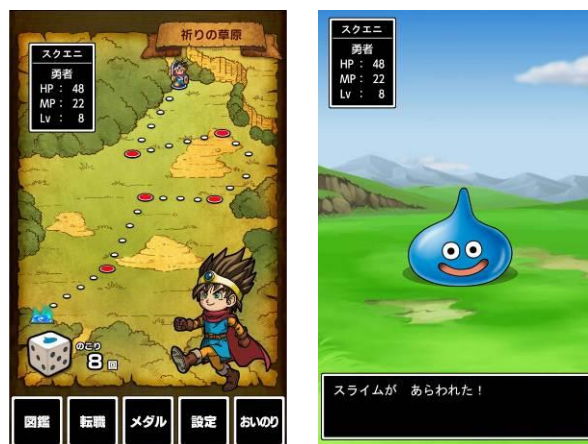 祈りの草原
スクエニ
勇者
HP： 48
MP： 22
Lv： 8
のこり
8回
図鑑
転職
メダル
設定
おいのり
スクエニ
勇者
HP： 48
MP： 22
Lv： 8
スライムが　あらわれた！